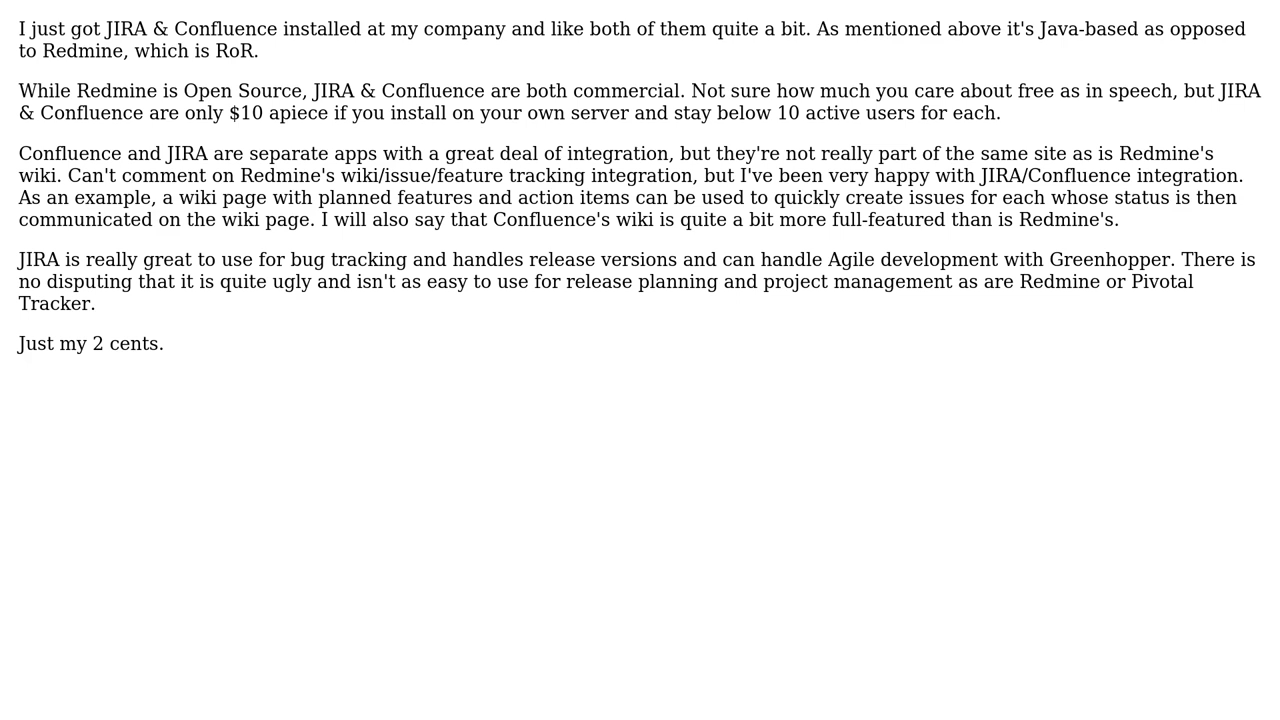 I just got JIRA & Confluence installed at my company and like both of them quite a bit. As mentioned above it's Java-based as opposed
to Redmine, which is RoR.
While Redmine is Open Source, JIRA & Confluence are both commercial. Not sure how much you care about free as in speech, but JIRA
& Confluence are only $10 apiece if you install on your own server and stay below 10 active users for each.
Confluence and JIRA are separate apps with a great deal of integration, but they're not really part of the same site as is Redmine's
wiki. Can't comment on Redmine's wiki/issue/feature tracking integration, but I've been very happy with JIRA/Confluence integration.
As an example, a wiki page with planned features and action items can be used to quickly create issues for each whose status is then
communicated on the wiki page. I will also say that Confluence's wiki is quite a bit more full-featured than is Redmine's.
JIRA is really great to use for bug tracking and handles release versions and can handle Agile development with Greenhopper. There is
no disputing that it is quite ugly and isn't as easy to use for release planning and project management as are Redmine or Pivotal
Tracker.
Just my 2 cents.